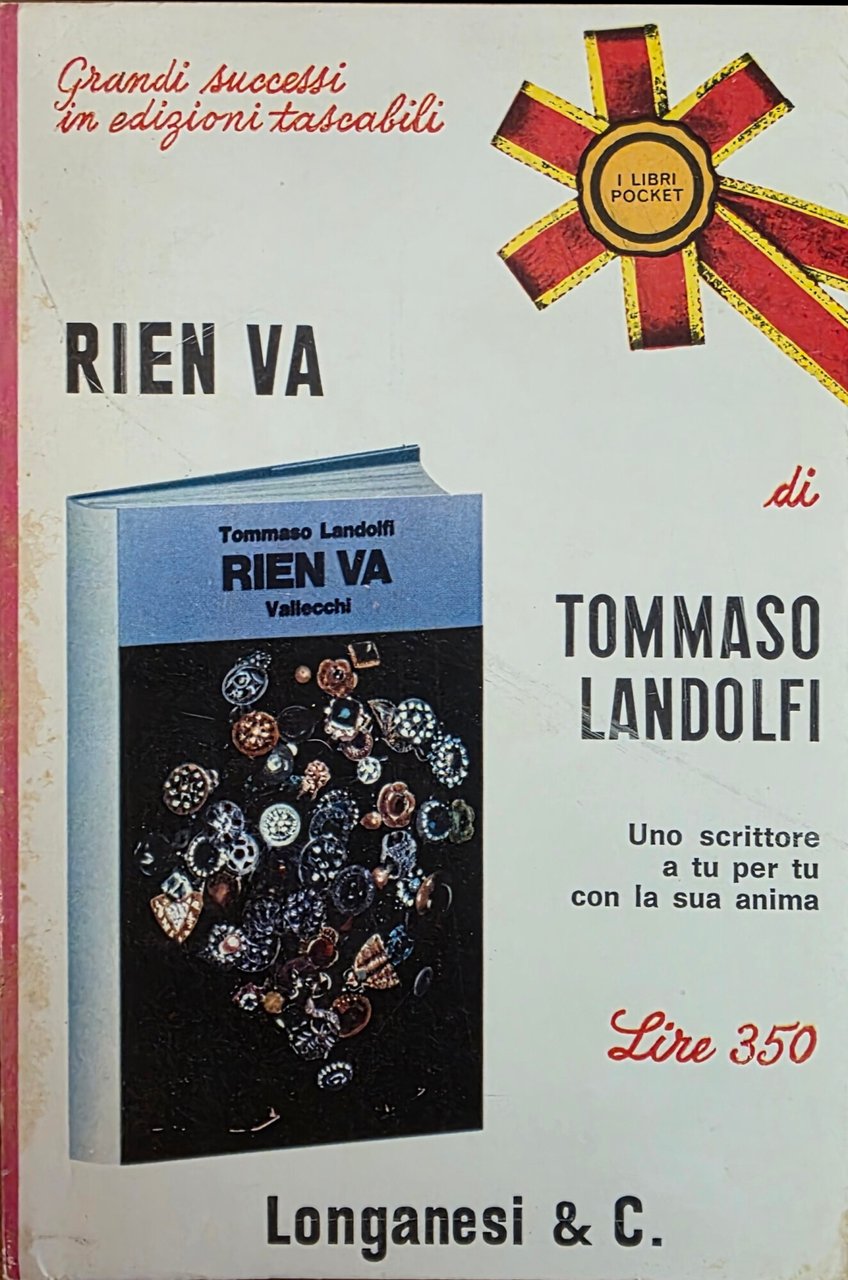 Grandi successi
in edizioni tascabili
I LIBRI
POCKET
RIEN VA
di
TOMMASO
LANDOLFI
Tommaso Landolfi
RIEN VA
Vallecchi
Uno scrittore
a tu per tu
con la sua anima
Lire 350
Longanesi & C.